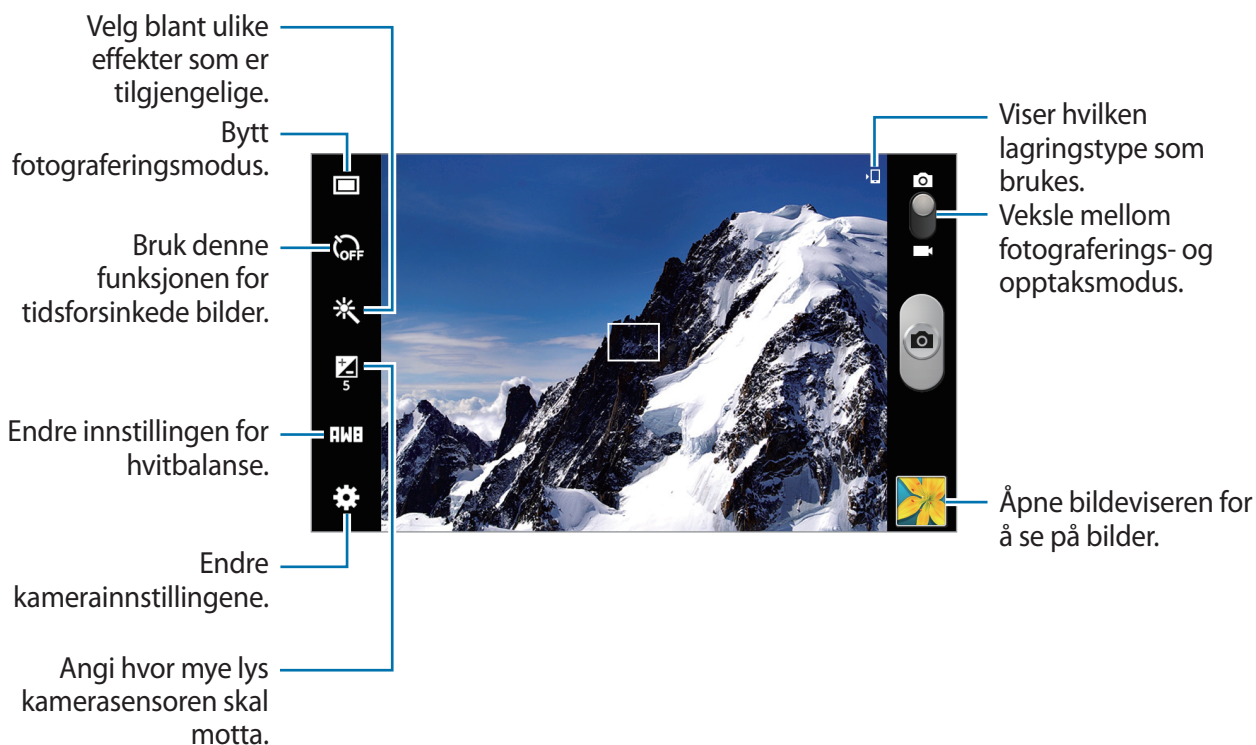 Velg blant ulike
effekter som er
tilgjengelige.
Bytt
fotograferingsmodus.
Bruk denne
funksjonen for
tidsforsinkede bilder.
Endre innstillingen for
hvitbalanse.
Endre
kamerainnstillingene.
Angi hvor mye lys
kamerasensoren skal
motta.
OFF
5
AWB
Viser hvilken
lagringstype som
brukes.
Veksle mellom
fotograferings- og
opptaksmodus.
Åpne bildeviseren for
å se på bilder.